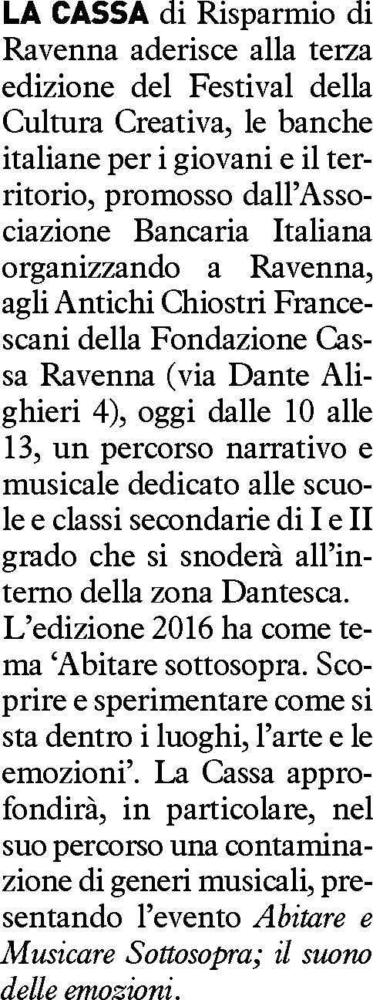 LA CASSA di Risparmio di
Ravenna aderisce alla terza
edizione del Festival della
Cultura Creativa, le banche
italiane per i giovani e il ter-
ritorio, promosso dall’Asso-
ciazione Bancaria Italiana
organizzando a Ravenna,
agli Antichi Chiostri France-
scani della Fondazione Cas-
sa Ravenna (via Dante Ali-
ghieri 4), oggi dalle 10 alle
13, un percorso narrativo e
musicale dedicato alle scuo-
le e classi secondarie di I e II
grado che si snoderà all’in-
terno della zona Dantesca.
L’edizione 2016 ha come te-
ma ‘Abitare sottosopra. Sco-
prire e sperimentare come si
sta dentro i luoghi, l’arte e le
emozioni’. La Cassa appro-
fondirà, in particolare, nel
suo percorso una contamina-
zione di generi musicali, pre-
sentando l’evento Abitare e
Musicare Sottosopra; il suono
delle emozioni.